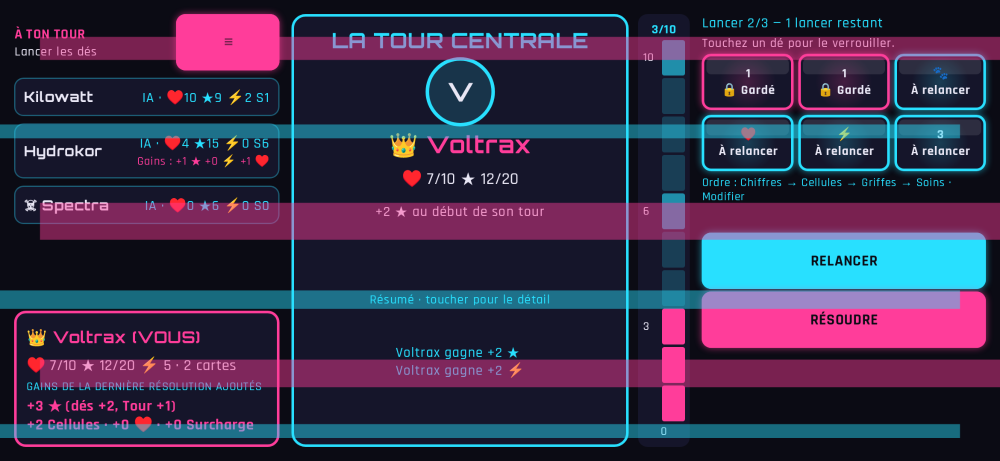 À TON TOUR
Lancer les dés
≡
Kilowatt IA · ❤️10 ★9 ⚡2 S1
Hydrokor IA · ❤️4 ★15 ⚡0 S6
Gains : +1 ★ +0 ⚡ +1 ❤️
☠ Spectra IA · ❤️0 ★6 ⚡0 S0
👑 Voltrax (VOUS)
❤️ 7/10 ★ 12/20 ⚡ 5 · 2 cartes
GAINS DE LA DERNIÈRE RÉSOLUTION AJOUTÉS
+3 ★ (dés +2, Tour +1)
+2 Cellules · +0 ❤️ · +0 Surcharge
LA TOUR CENTRALE
V
👑 Voltrax
❤️ 7/10 ★ 12/20
+2 ★ au début de son tour
Résumé · toucher pour le détail
Voltrax gagne +2 ★
Voltrax gagne +2 ⚡
3/10
10
6
3
0
Lancer 2/3 — 1 lancer restant
Touchez un dé pour le verrouiller.
1
🔒 Gardé
1
🔒 Gardé
🐾
À relancer
❤️
À relancer
⚡
À relancer
3
À relancer
Ordre : Chiffres → Cellules → Griffes → Soins ·
Modifier
RELANCER
RÉSOUDRE